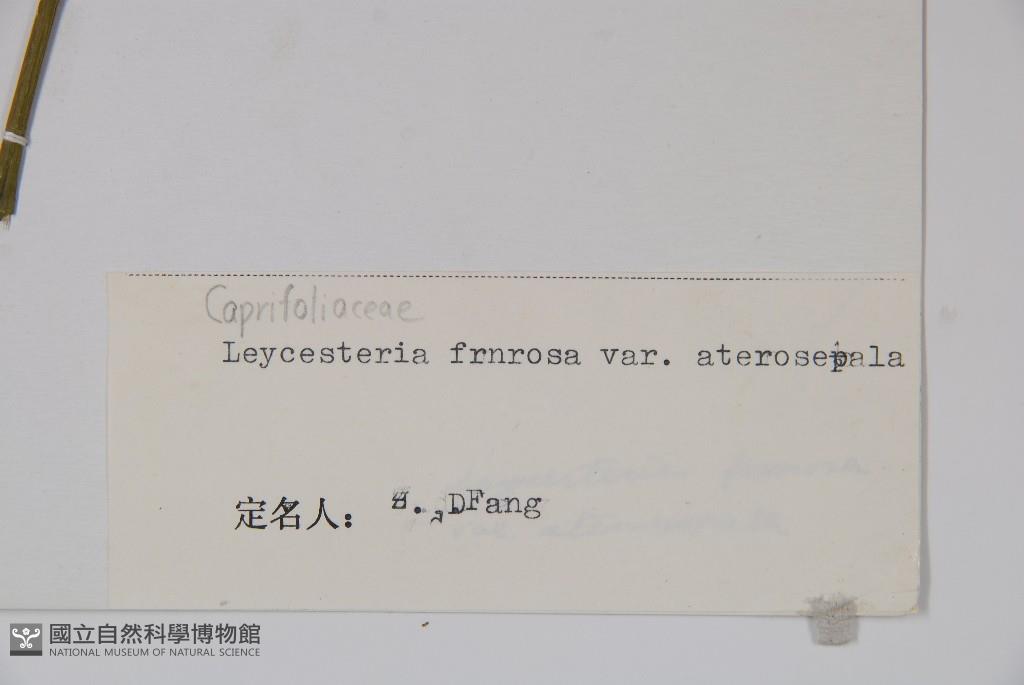 Caprifoliaceae
Leycesteria frnrosa var. aterosepala
定名人： Z. . DFang
國立自然科學博物館
NATIONAL MUSEUM OF NATURAL SCIENCE